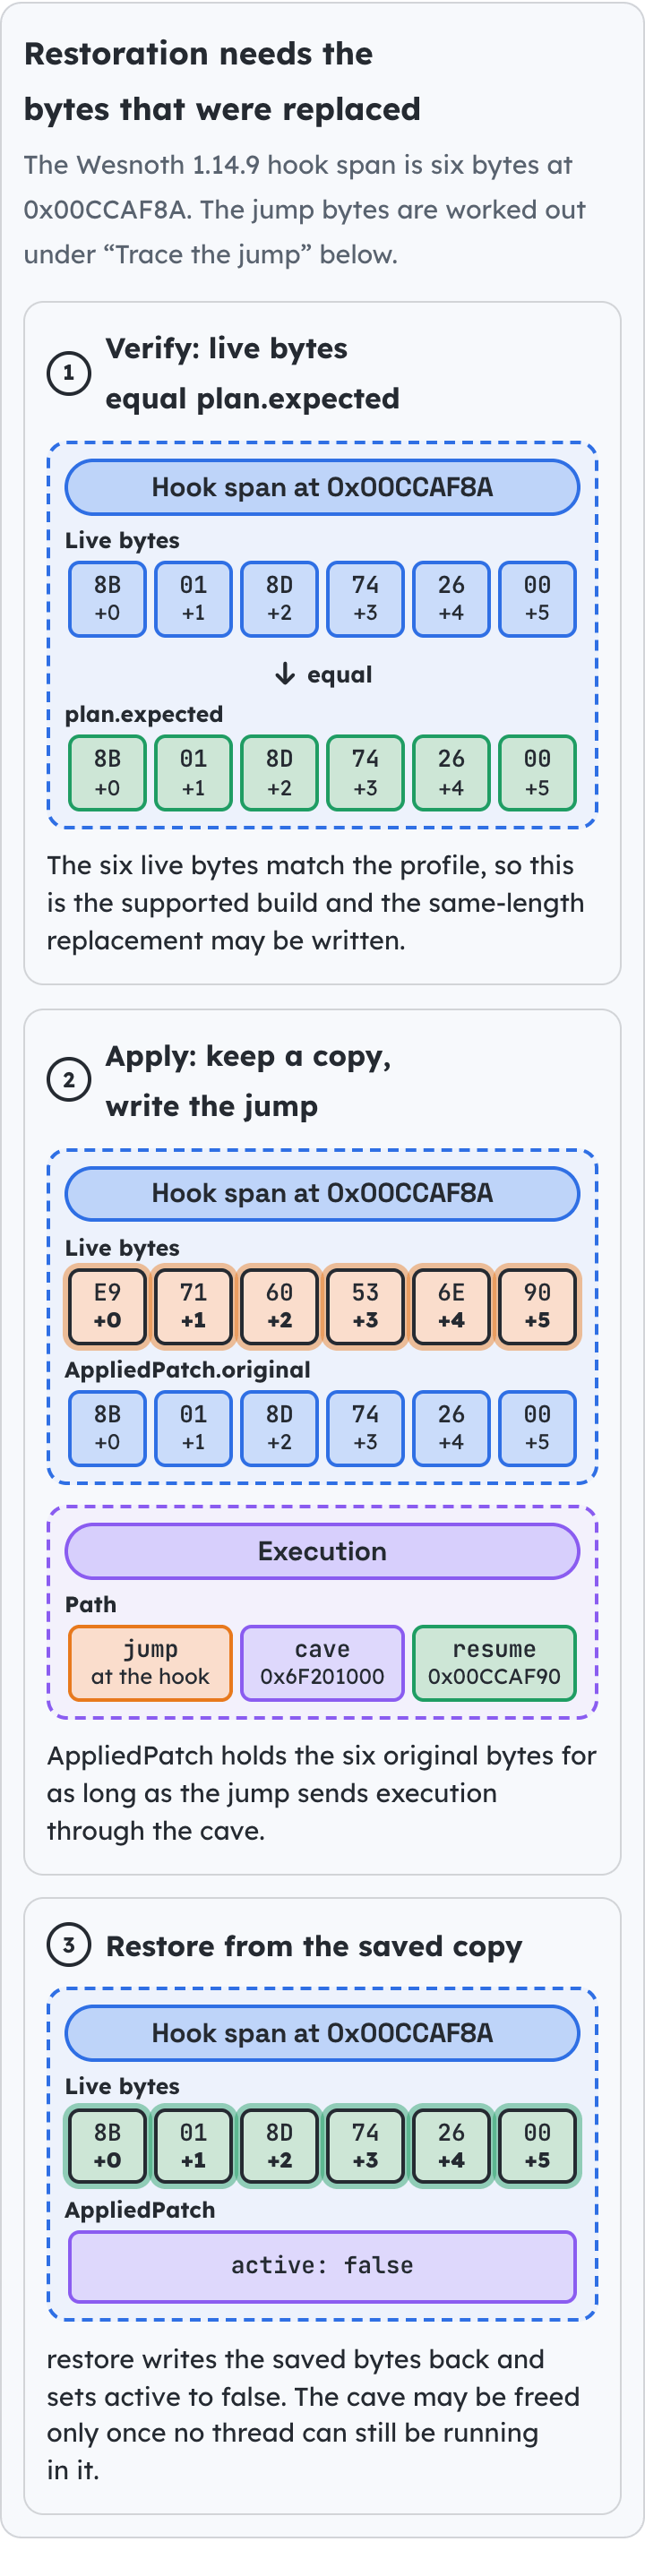 Restoration needs the
bytes that were replaced
The Wesnoth 1.14.9 hook span is six bytes at
0x00CCAF8A. The jump bytes are worked out
under “Trace the jump” below.
1
Verify: live bytes
equal plan.expected
Hook span at 0x00CCAF8A
Live bytes
8B 01 8D 74 26 00
+0 +1 +2 +3 +4 +5
↓ equal
plan.expected
8B 01 8D 74 26 00
+0 +1 +2 +3 +4 +5
The six live bytes match the profile, so this
is the supported build and the same-length
replacement may be written.
2
Apply: keep a copy,
write the jump
Hook span at 0x00CCAF8A
Live bytes
E9 71 60 53 6E 90
+0 +1 +2 +3 +4 +5
AppliedPatch.original
8B 01 8D 74 26 00
+0 +1 +2 +3 +4 +5
Execution
Path
jump cave resume
at the hook 0x6F201000 0x00CCAF90
AppliedPatch holds the six original bytes for
as long as the jump sends execution
through the cave.
3 Restore from the saved copy
Hook span at 0x00CCAF8A
Live bytes
8B 01 8D 74 26 00
+0 +1 +2 +3 +4 +5
AppliedPatch
active: false
restore writes the saved bytes back and
sets active to false. The cave may be freed
only once no thread can still be running
in it.